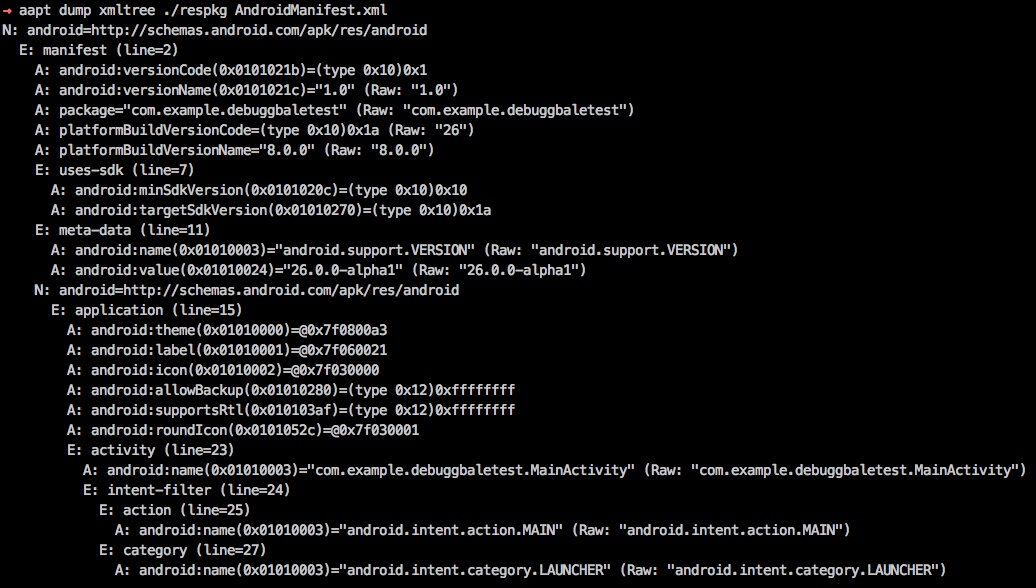 → aapt dump xmltree ./respkg AndroidManifest.xml
N: android=http://schemas.android.com/apk/res/android
  E: manifest (line=2)
    A: android:versionCode(0x0101021b)=(type 0x10)0x1
    A: android:versionName(0x0101021c)="1.0" (Raw: "1.0")
    A: package="com.example.debuggbaletest" (Raw: "com.example.debuggbaletest")
    A: platformBuildVersionCode=(type 0x10)0x1a (Raw: "26")
    A: platformBuildVersionName="8.0.0" (Raw: "8.0.0")
    E: uses-sdk (line=7)
      A: android:minSdkVersion(0x0101020c)=(type 0x10)0x10
      A: android:targetSdkVersion(0x01010270)=(type 0x10)0x1a
    E: meta-data (line=11)
      A: android:name(0x01010003)="android.support.VERSION" (Raw: "android.support.VERSION")
      A: android:value(0x01010024)="26.0.0-alpha1" (Raw: "26.0.0-alpha1")
    N: android=http://schemas.android.com/apk/res/android
      E: application (line=15)
        A: android:theme(0x01010000)=@0x7f0800a3
        A: android:label(0x01010001)=@0x7f060021
        A: android:icon(0x01010002)=@0x7f030000
        A: android:allowBackup(0x01010280)=(type 0x12)0xffffffff
        A: android:supportsRtl(0x010103af)=(type 0x12)0xffffffff
        A: android:roundIcon(0x0101052c)=@0x7f030001
        E: activity (line=23)
          A: android:name(0x01010003)="com.example.debuggbaletest.MainActivity" (Raw: "com.example.debuggbaletest.MainActivity")
          E: intent-filter (line=24)
            E: action (line=25)
              A: android:name(0x01010003)="android.intent.action.MAIN" (Raw: "android.intent.action.MAIN")
            E: category (line=27)
              A: android:name(0x01010003)="android.intent.category.LAUNCHER" (Raw: "android.intent.category.LAUNCHER")